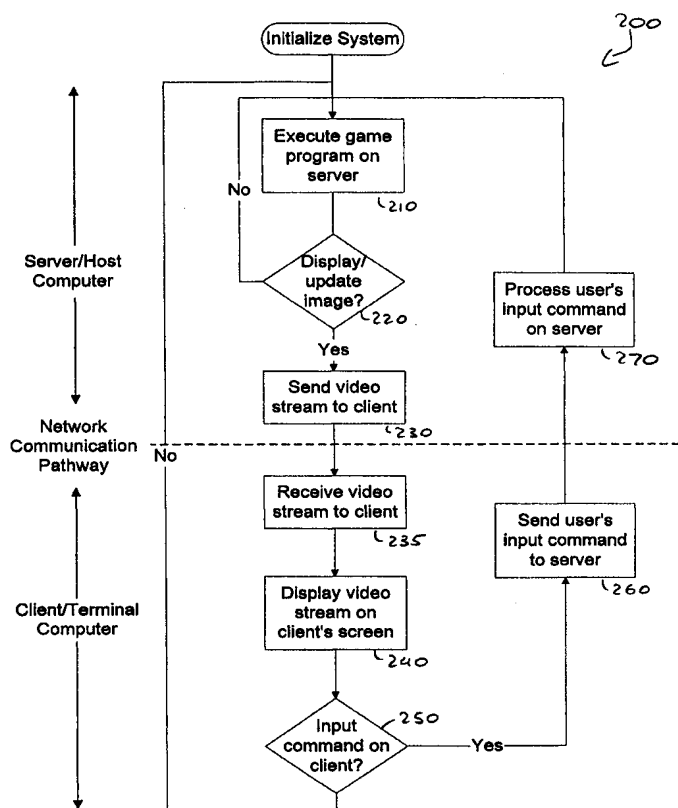 200
Initialize System
Execute game
program on
server
210
No
Display/
update
image?
220
Yes
Server/Host
Computer
Process user's
input command
on server
270
Send video
stream to client
230
Network
Communication
Pathway
No
Receive video
stream to client
235
Send user's
input command
to server
260
Display video
stream on
client's screen
240
Client/Terminal
Computer
Input
command on
client?
250
Yes